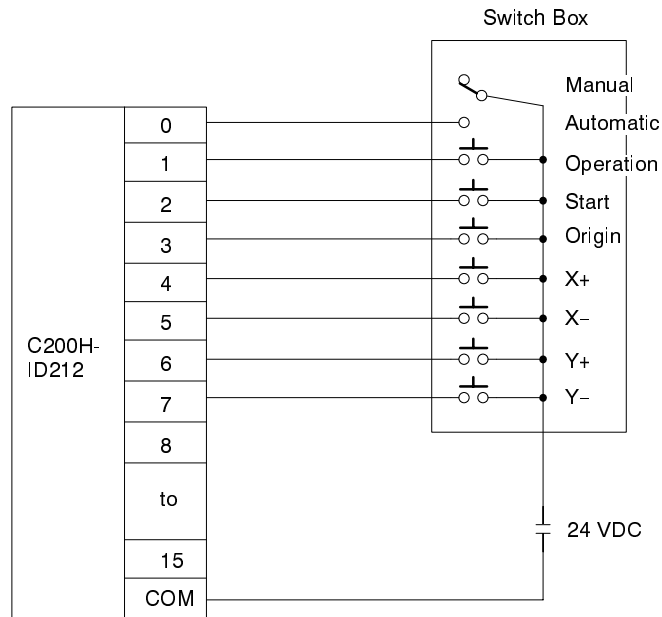 Switch Box
Manual
0
Automatic
1
Operation
2
Start
3
Origin
4
X+
5
X−
C200H-
ID212
6
Y+
7
Y−
8
to
24 VDC
15
COM